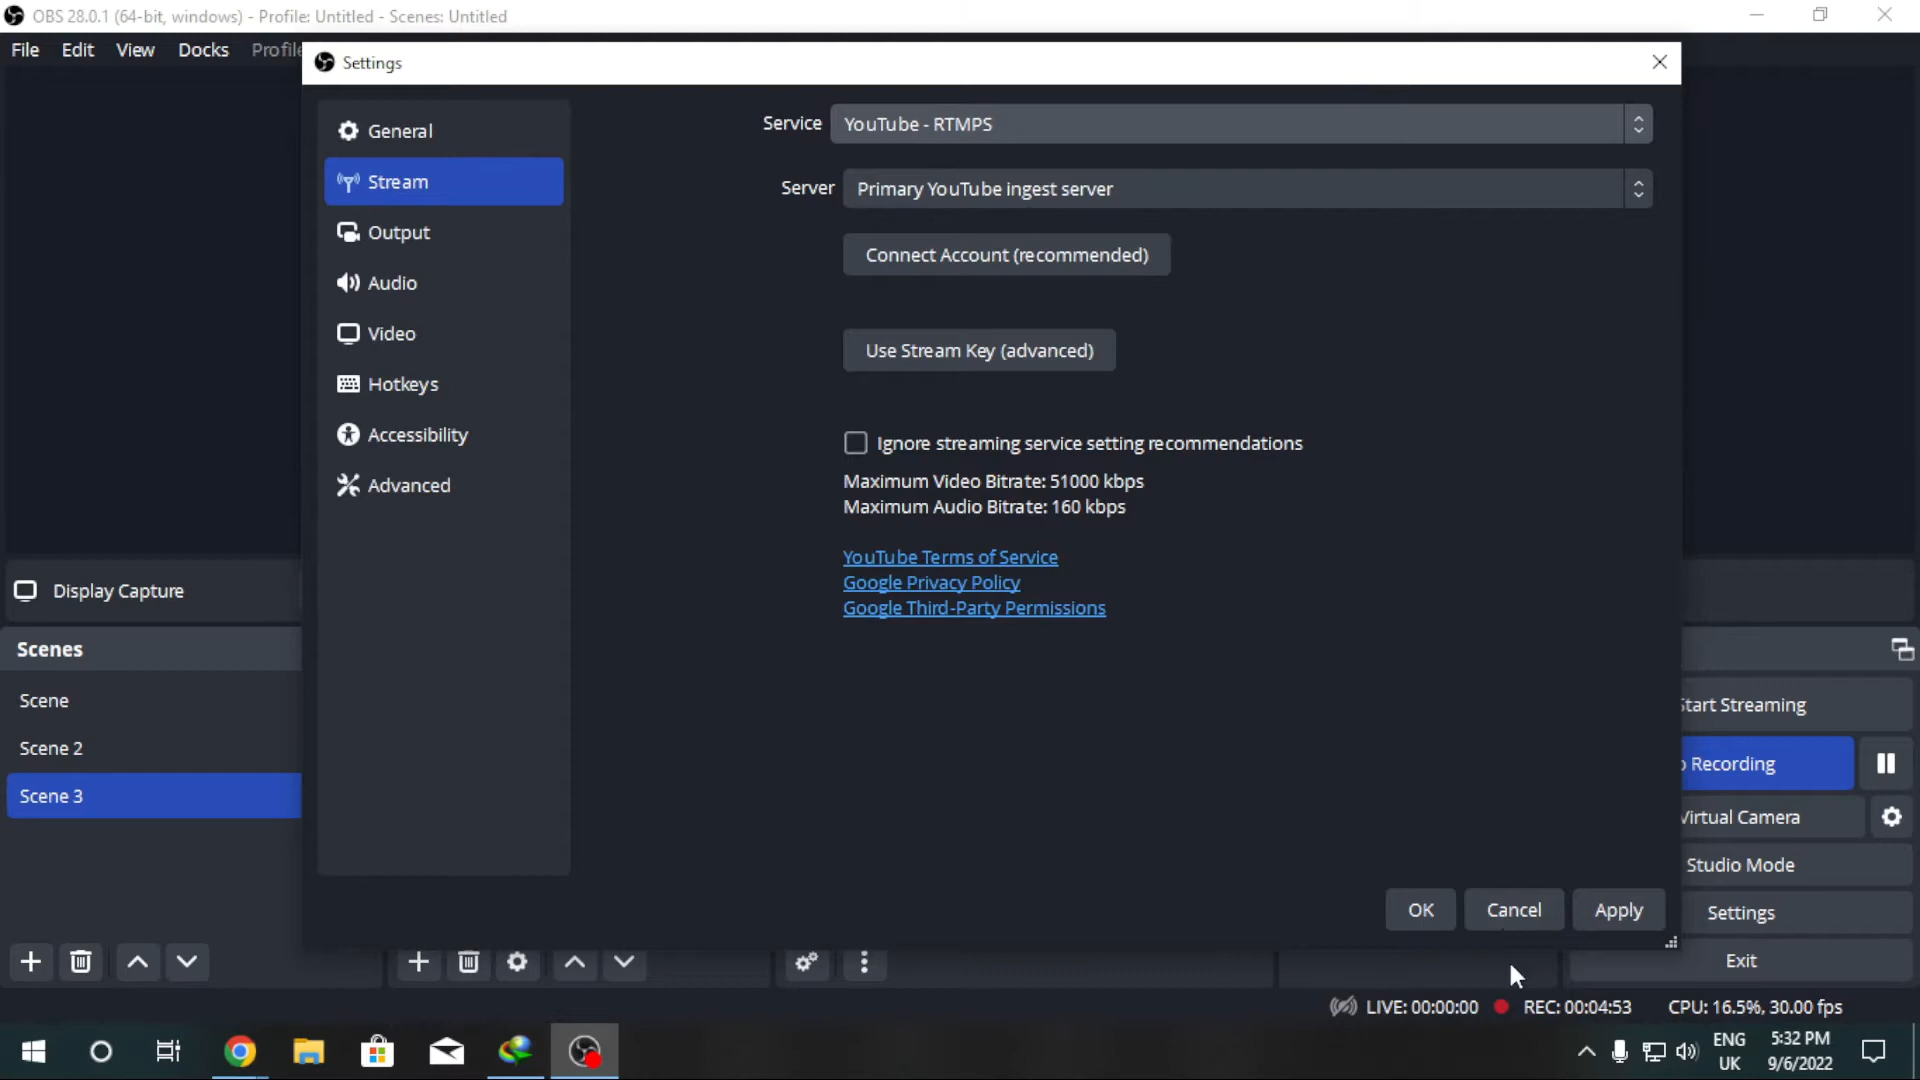 OBS 28.0.1 (64-bit, windows) - Profile: Untitled - Scenes: Untitled
File Edit View Docks Profile
Settings
General
Stream
Output
Audio
Video
Hotkeys
Accessibility
Advanced
Service YouTube - RTMPS
Server Primary YouTube ingest server
Connect Account (recommended)
Use Stream Key (advanced)
Ignore streaming service setting recommendations
Maximum Video Bitrate: 51000 kbps
Maximum Audio Bitrate: 160 kbps
YouTube Terms of Service
Google Privacy Policy
Google Third-Party Permissions
OK Cancel Apply
Display Capture
Scenes
Scene
Scene 2
Scene 3
Start Streaming
p Recording
Virtual Camera
Studio Mode
Settings
Exit
LIVE: 00:00:00 REC: 00:04:53 CPU: 16.5%, 30.00 fps
ENG
UK
5:32 PM
9/6/2022